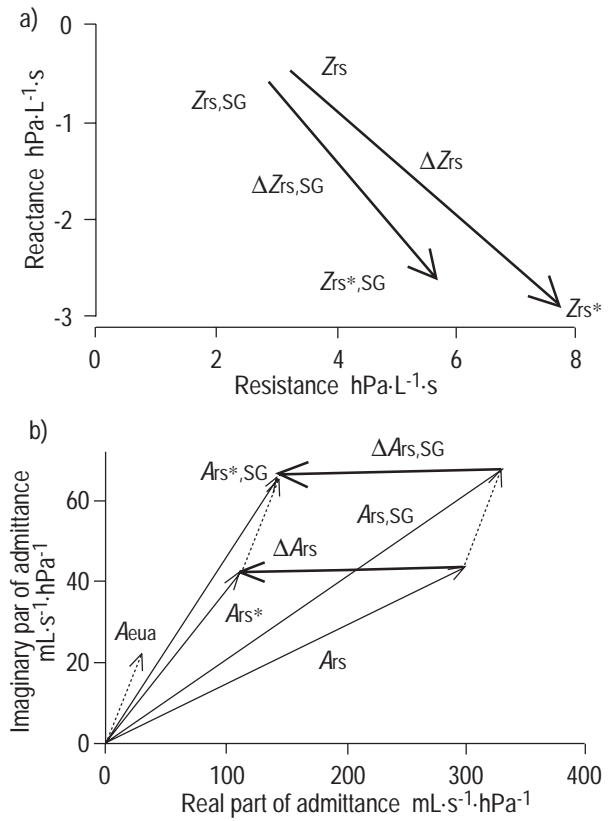 a)
0
-1
-2
-3
Reactance hPa·L⁻¹·s
Zrs
Zrs,SG
ΔZrs
ΔZrs,SG
Zrs*,SG
Zrs*
0 2 4 6 8
Resistance hPa·L⁻¹·s
b)
60
40
20
0
Imaginary par of admittance
mL·s⁻¹·hPa⁻¹
ΔArs,SG
Ars*,SG
Ars,SG
ΔArs
Ars*
Aeua
Ars
0 100 200 300 400
Real part of admittance mL·s⁻¹·hPa⁻¹